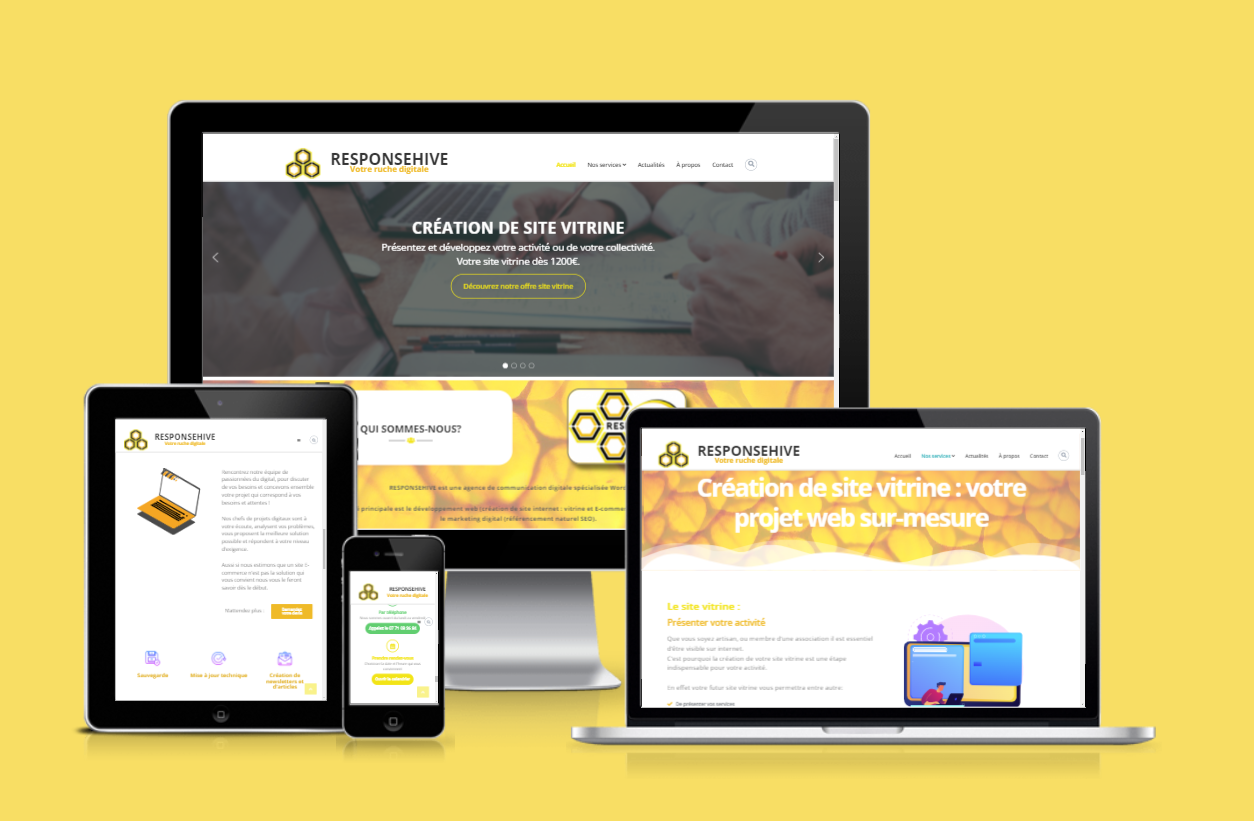 RESPONSEHIVE
Votre ruche digitale
Accueil Nos services Actualités À propos Contact
CRÉATION DE SITE VITRINE
Présentez et développez votre activité ou de votre collectivité.
Votre site vitrine dès 1200€.
Découvrez notre offre site vitrine
QUI SOMMES-NOUS?
RESPONSEHIVE est une agence de communication digitale spécialisée
principale est le développement web (création de site internet : vitrine et
le marketing digital (référencement naturel SEO).
RESPONSEHIVE
Votre ruche digitale
Rencontrez notre équipe de
passionnées du digital, pour discuter
de vos besoins et concevons ensemble
votre projet qui correspond à vos
besoins et attentes !
Nos chefs de projets digitaux sont à
votre écoute, analysent vos problèmes,
vous proposent la meilleure solution
possible et répondent à votre niveau
d'exigence.
Aussi si nous estimons que un site E-
commerce n'est pas la solution qui
vous convient nous vous le feront
savoir dès le début.
N'attendez plus :
Sauvegarde
Mise à jour technique
Création de
newsletters et
d'articles
RESPONSEHIVE
Votre ruche digitale
Par téléphone
Prendre rendez-vous
RESPONSEHIVE
Votre ruche digitale
Accueil Nos services Actualités À propos Contact
Création de site vitrine : votre
projet web sur-mesure
Le site vitrine :
Présenter votre activité
Que vous soyez artisan, ou membre d'une association il est essentiel
d'être visible sur internet.
C'est pourquoi la création de votre site vitrine est une étape
indispensable pour votre activité.
En effet votre futur site vitrine vous permettra entre autre:
De présenter vos services